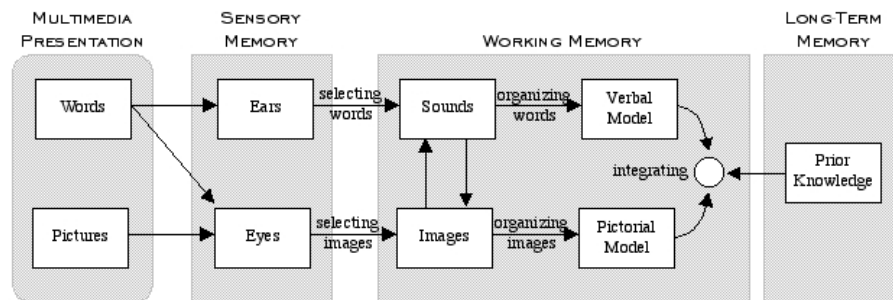 MULTIMEDIA
PRESENTATION
SENSORY
MEMORY
WORKING MEMORY
LONG-TERM
MEMORY
Words
Ears
selecting
words
Sounds
organizing
words
Verbal
Model
integrating
Prior
Knowledge
Pictures
Eyes
selecting
images
Images
organizing
images
Pictorial
Model